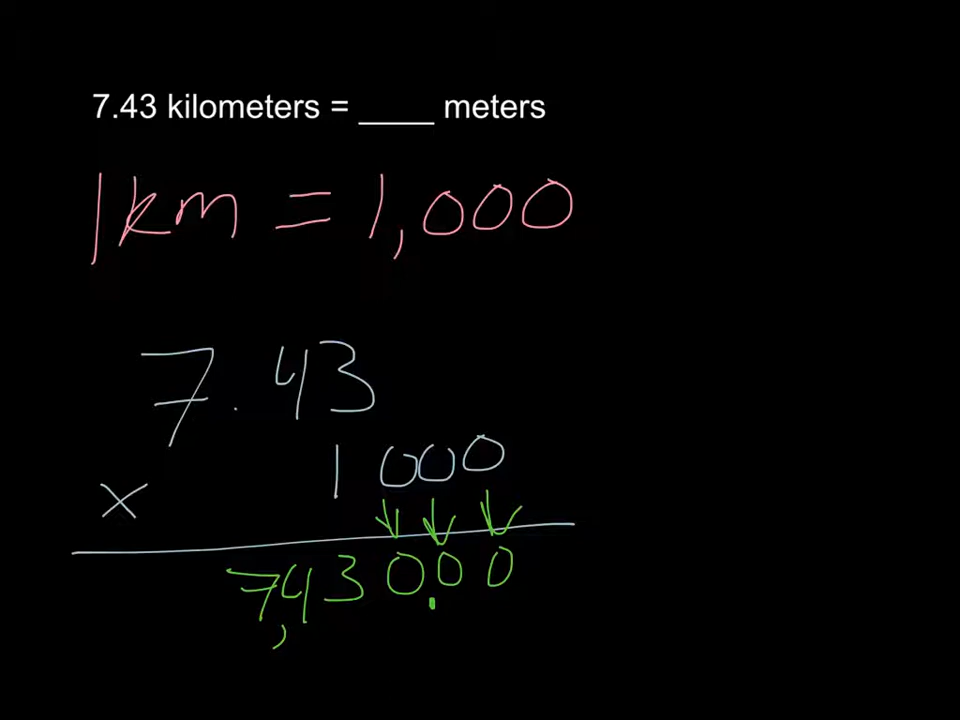 7.43 kilometers = ____ meters
1km = 1,000
7.43
1000
×
7,430.00